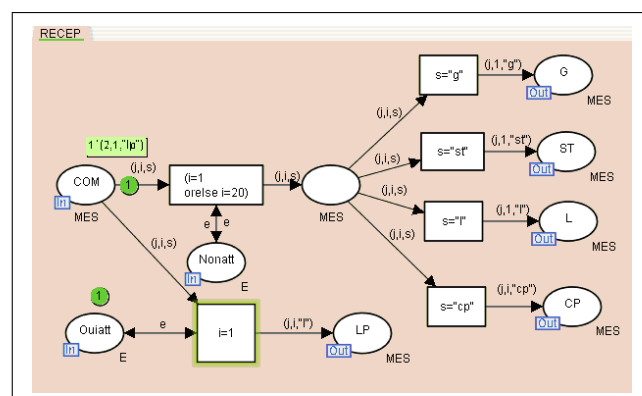 RECEP
s="g"
(j,1,"g")
G
Out
MES
(j,i,s)
1`(2,1,"lp")
(j,i,s)
COM
1
In
MES
(i=1
orelse i=20)
(j,i,s)
MES
(j,i,s)
s="st"
(j,1,"st")
ST
Out
MES
(j,i,s)
s="l"
(j,1,"l")
L
Out
MES
e
e
Nonatt
In
E
(j,i,s)
(j,i,s)
s="cp"
(j,i,"cp")
CP
Out
MES
1
Ouiatt
In
E
e
i=1
(j,i,"l")
LP
Out
MES